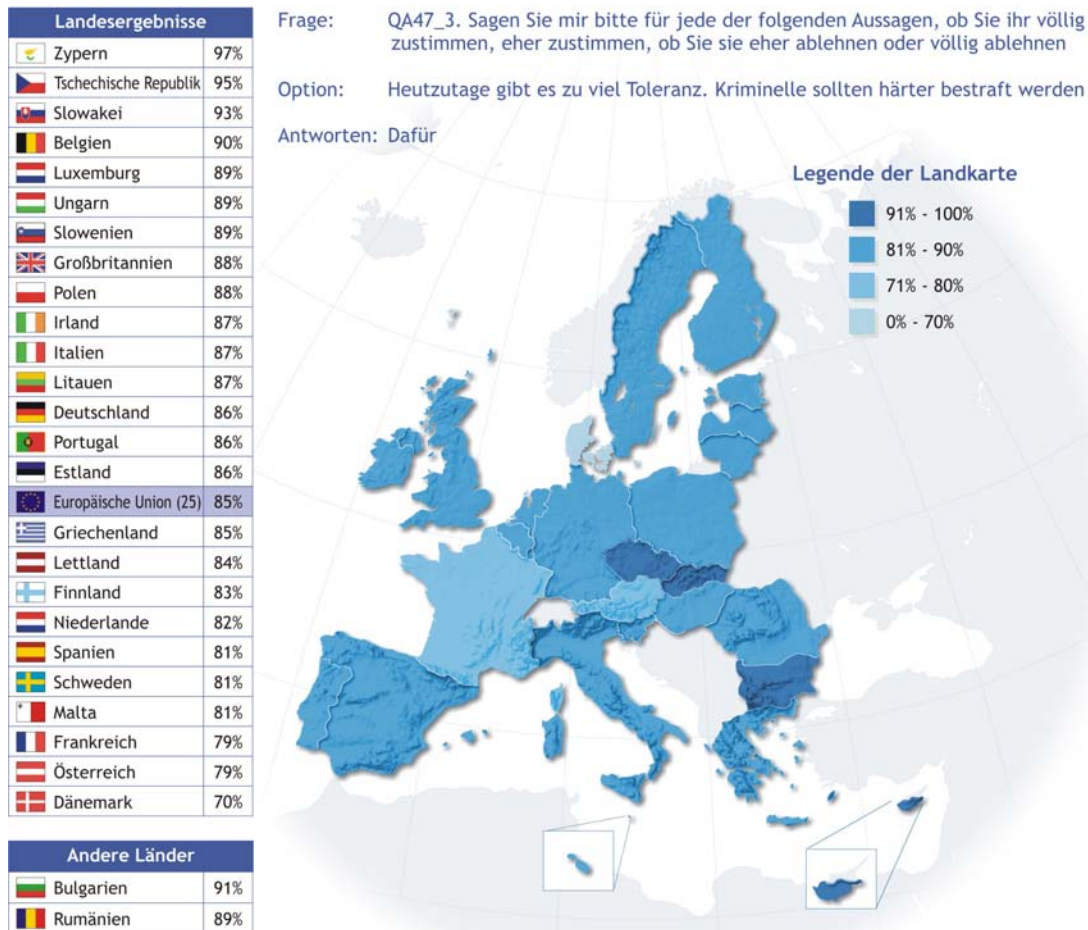 Landesergebnisse
Zypern 97%
Tschechische Republik 95%
Slowakei 93%
Belgien 90%
Luxemburg 89%
Ungarn 89%
Slowenien 89%
Großbritannien 88%
Polen 88%
Irland 87%
Italien 87%
Litauen 87%
Deutschland 86%
Portugal 86%
Estland 86%
Europäische Union (25) 85%
Griechenland 85%
Lettland 84%
Finnland 83%
Niederlande 82%
Spanien 81%
Schweden 81%
Malta 81%
Frankreich 79%
Österreich 79%
Dänemark 70%
Andere Länder
Bulgarien 91%
Rumänien 89%
Frage: QA47_3. Sagen Sie mir bitte für jede der folgenden Aussagen, ob Sie ihr völlig
zustimmen, eher zustimmen, ob Sie sie eher ablehnen oder völlig ablehnen
Option: Heutzutage gibt es zu viel Toleranz. Kriminelle sollten härter bestraft werden
Antworten: Dafür
Legende der Landkarte
91% - 100%
81% - 90%
71% - 80%
0% - 70%